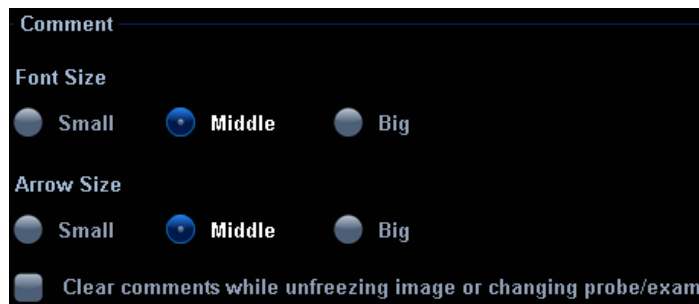 Comment
Font Size
Small Middle Big
Arrow Size
Small Middle Big
Clear comments while unfreezing image or changing probe/exam